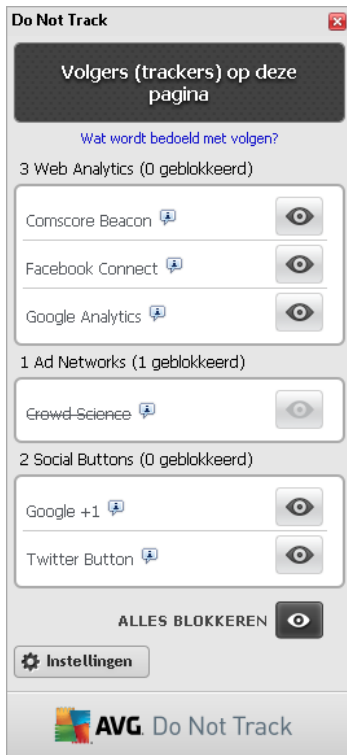 Do Not Track
Volgers (trackers) op deze
pagina
Wat wordt bedoeld met volgen?
3 Web Analytics (0 geblokkeerd)
Comscore Beacon
Facebook Connect
Google Analytics
1 Ad Networks (1 geblokkeerd)
Crowd Science
2 Social Buttons (0 geblokkeerd)
Google +1
Twitter Button
ALLES BLOKKEREN
Instellingen
AVG. Do Not Track